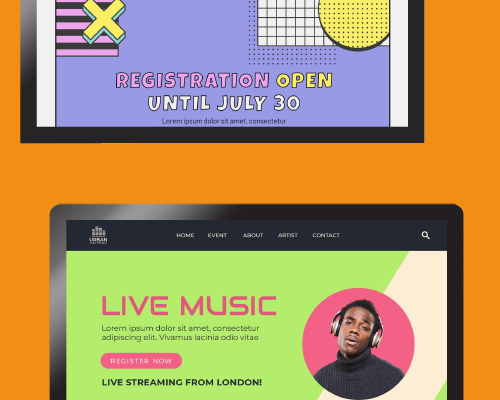 REGISTRATION OPEN
UNTIL JULY 30
Lorem ipsum dolor sit amet, consectetur
URBAN
HOME EVENT ABOUT ARTIST CONTACT
LIVE MUSIC
Lorem ipsum dolor sit amet, consectetur
adipiscing elit. Vivamus lacinia odio vitae
REGISTER NOW
LIVE STREAMING FROM LONDON!